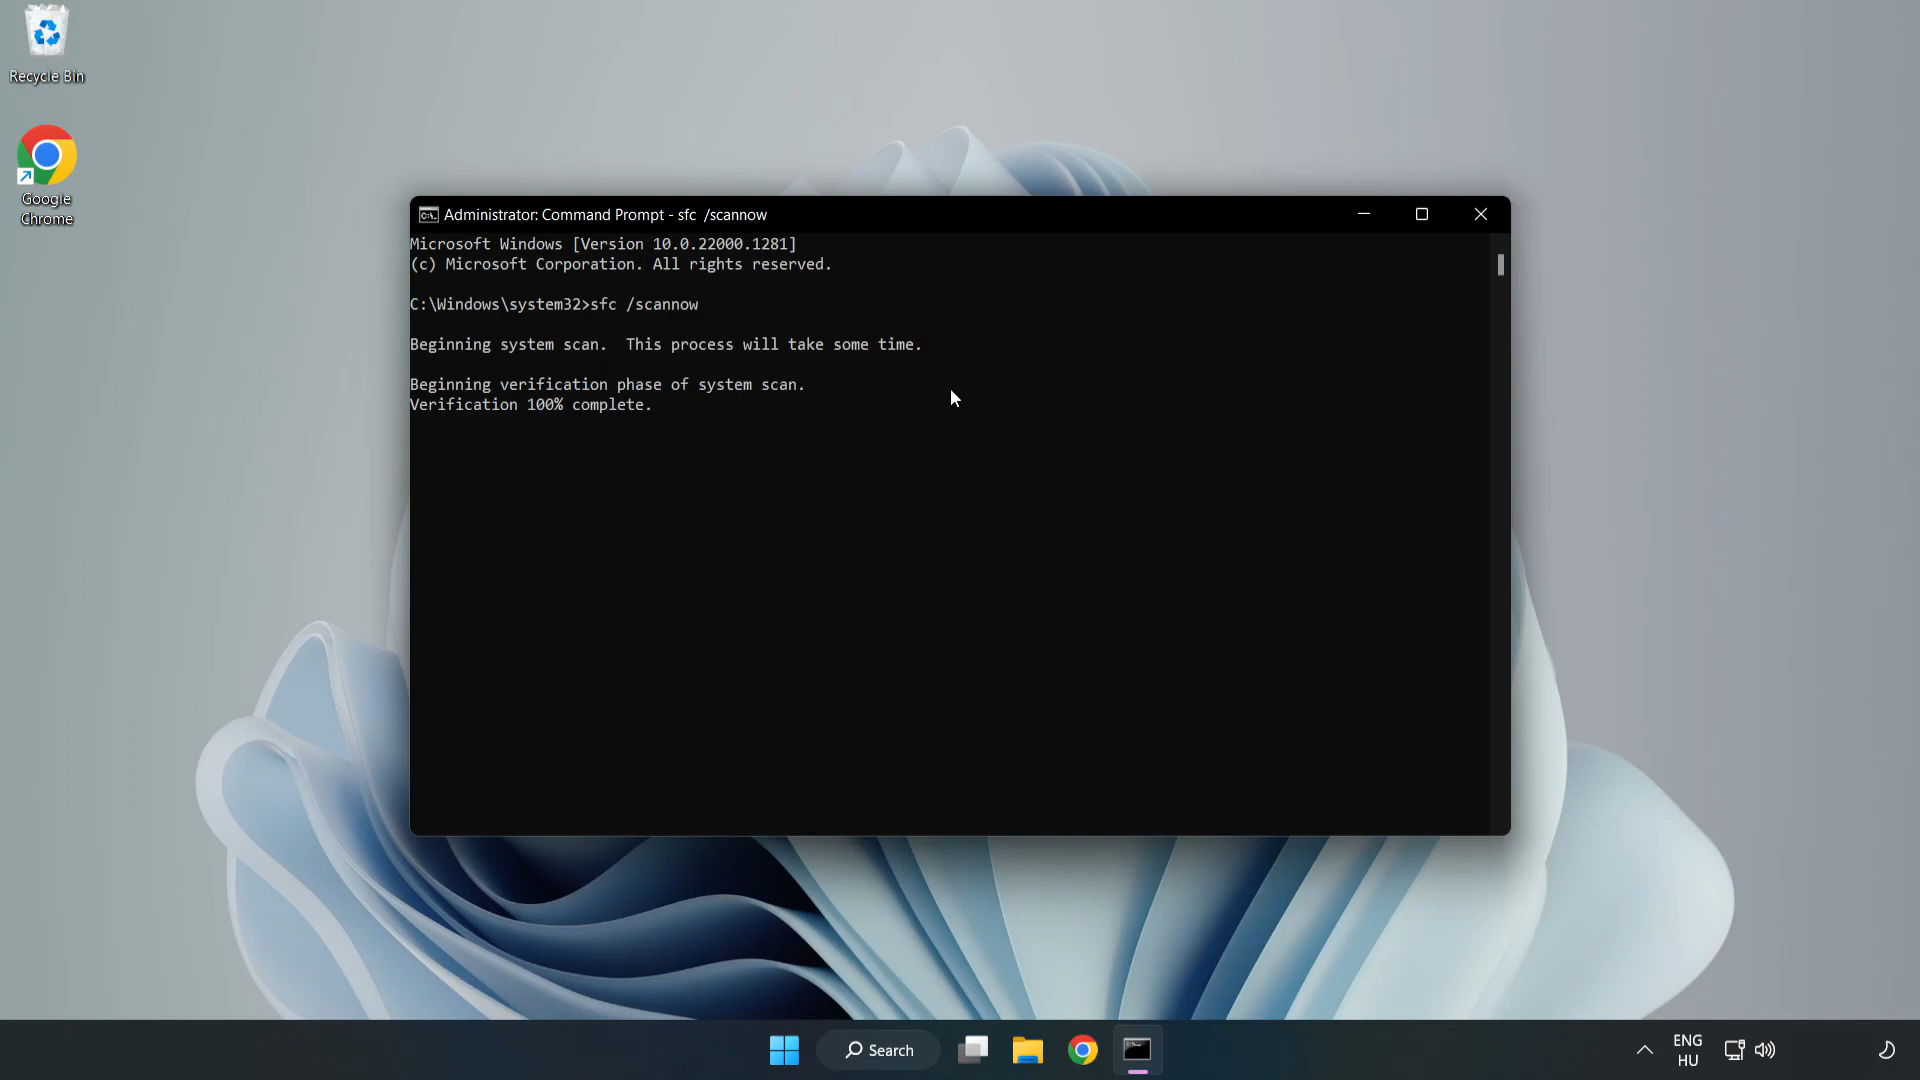 Recycle Bin
Google
Chrome
Administrator: Command Prompt - sfc  /scannow
Microsoft Windows [Version 10.0.22000.1281]
(c) Microsoft Corporation. All rights reserved.
C:\Windows\system32>sfc /scannow
Beginning system scan.  This process will take some time.
Beginning verification phase of system scan.
Verification 100% complete.
Search
ENG
HU